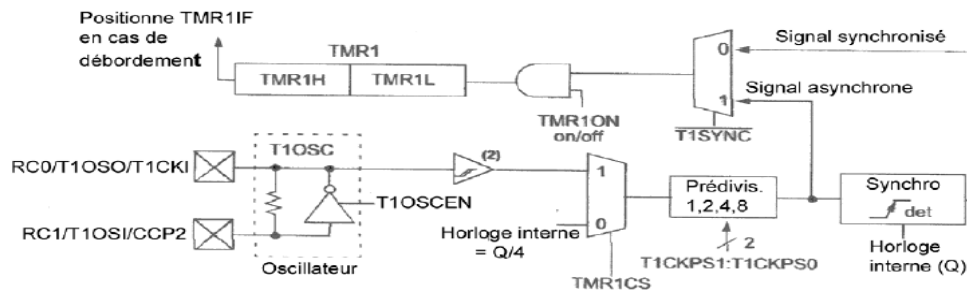 Positionne TMR1IF
en cas de
débordement
TMR1
TMR1H
TMR1L
TMR1ON
on/off
0
1
T1SYNC
Signal synchronisé
Signal asynchrone
RC0/T1OSO/T1CKI
T1OSC
(2)
T1OSCEN
RC1/T1OSI/CCP2
Oscillateur
1
0
Horloge interne
= Q/4
TMR1CS
Prédivis.
1,2,4,8
2
T1CKPS1:T1CKPS0
Synchro
det
Horloge
interne (Q)